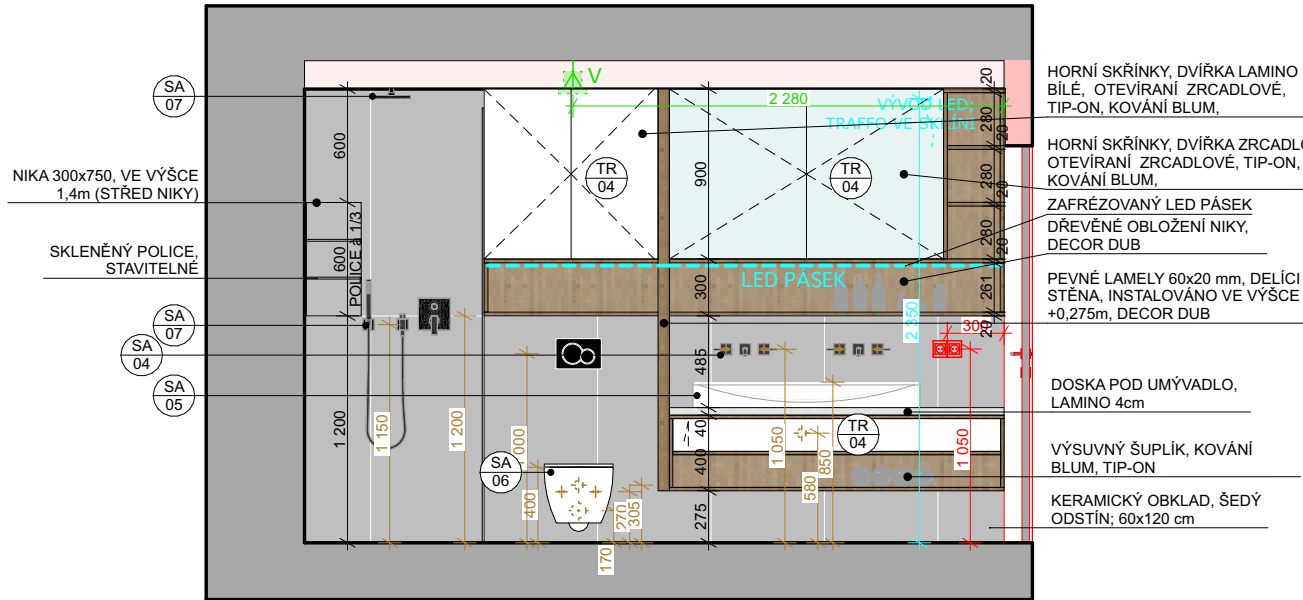 SA
07
NIKA 300x750, VE VÝŠCE
1,4m (STŘED NIKY)
SKLENĚNÝ POLICE,
STAVITELNÉ
SA
07
SA
04
SA
05
SA
06
600
600
1 200
POLICE à 1/3
1 150
1 200
1 000
400
170
270
305
V
2 280
VÝVOD LED;
TRAFFO VE SKŘÍNI
TR
04
TR
04
TR
04
900
300
485
40
400
275
LED PÁSEK
20
280
20
280
20
280
20
261
20
2 350
300
1 050
580
850
1 050
HORNÍ SKŘÍNKY, DVÍŘKA LAMINO
BÍLÉ, OTEVÍRANÍ ZRCADLOVÉ,
TIP-ON, KOVÁNÍ BLUM,
HORNÍ SKŘÍNKY, DVÍŘKA ZRCADLO
OTEVÍRANÍ ZRCADLOVÉ, TIP-ON,
KOVÁNÍ BLUM,
ZAFRÉZOVANÝ LED PÁSEK
DŘEVĚNÉ OBLOŽENÍ NIKY,
DECOR DUB
PEVNÉ LAMELY 60x20 mm, DELÍCI
STĚNA, INSTALOVÁNO VE VÝŠCE
+0,275m, DECOR DUB
DOSKA POD UMÝVADLO,
LAMINO 4cm
VÝSUVNÝ ŠUPLÍK, KOVÁNÍ
BLUM, TIP-ON
KERAMICKÝ OBKLAD, ŠEDÝ
ODSTÍN; 60x120 cm